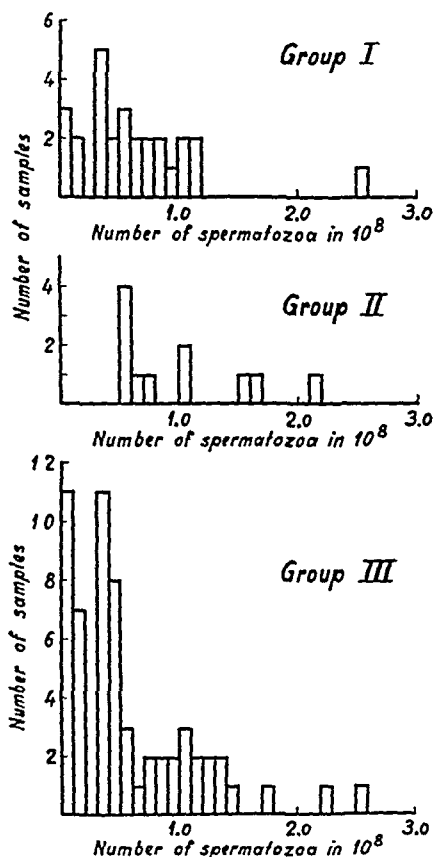 6
Group I
4
2
Number of samples
1.0 2.0 3.0
Number of spermatozoa in 10⁸
4
Group II
2
1.0 2.0 3.0
Number of spermatozoa in 10⁸
12
10
Group III
8
6
4
2
Number of samples
1.0 2.0 3.0
Number of spermatozoa in 10⁸